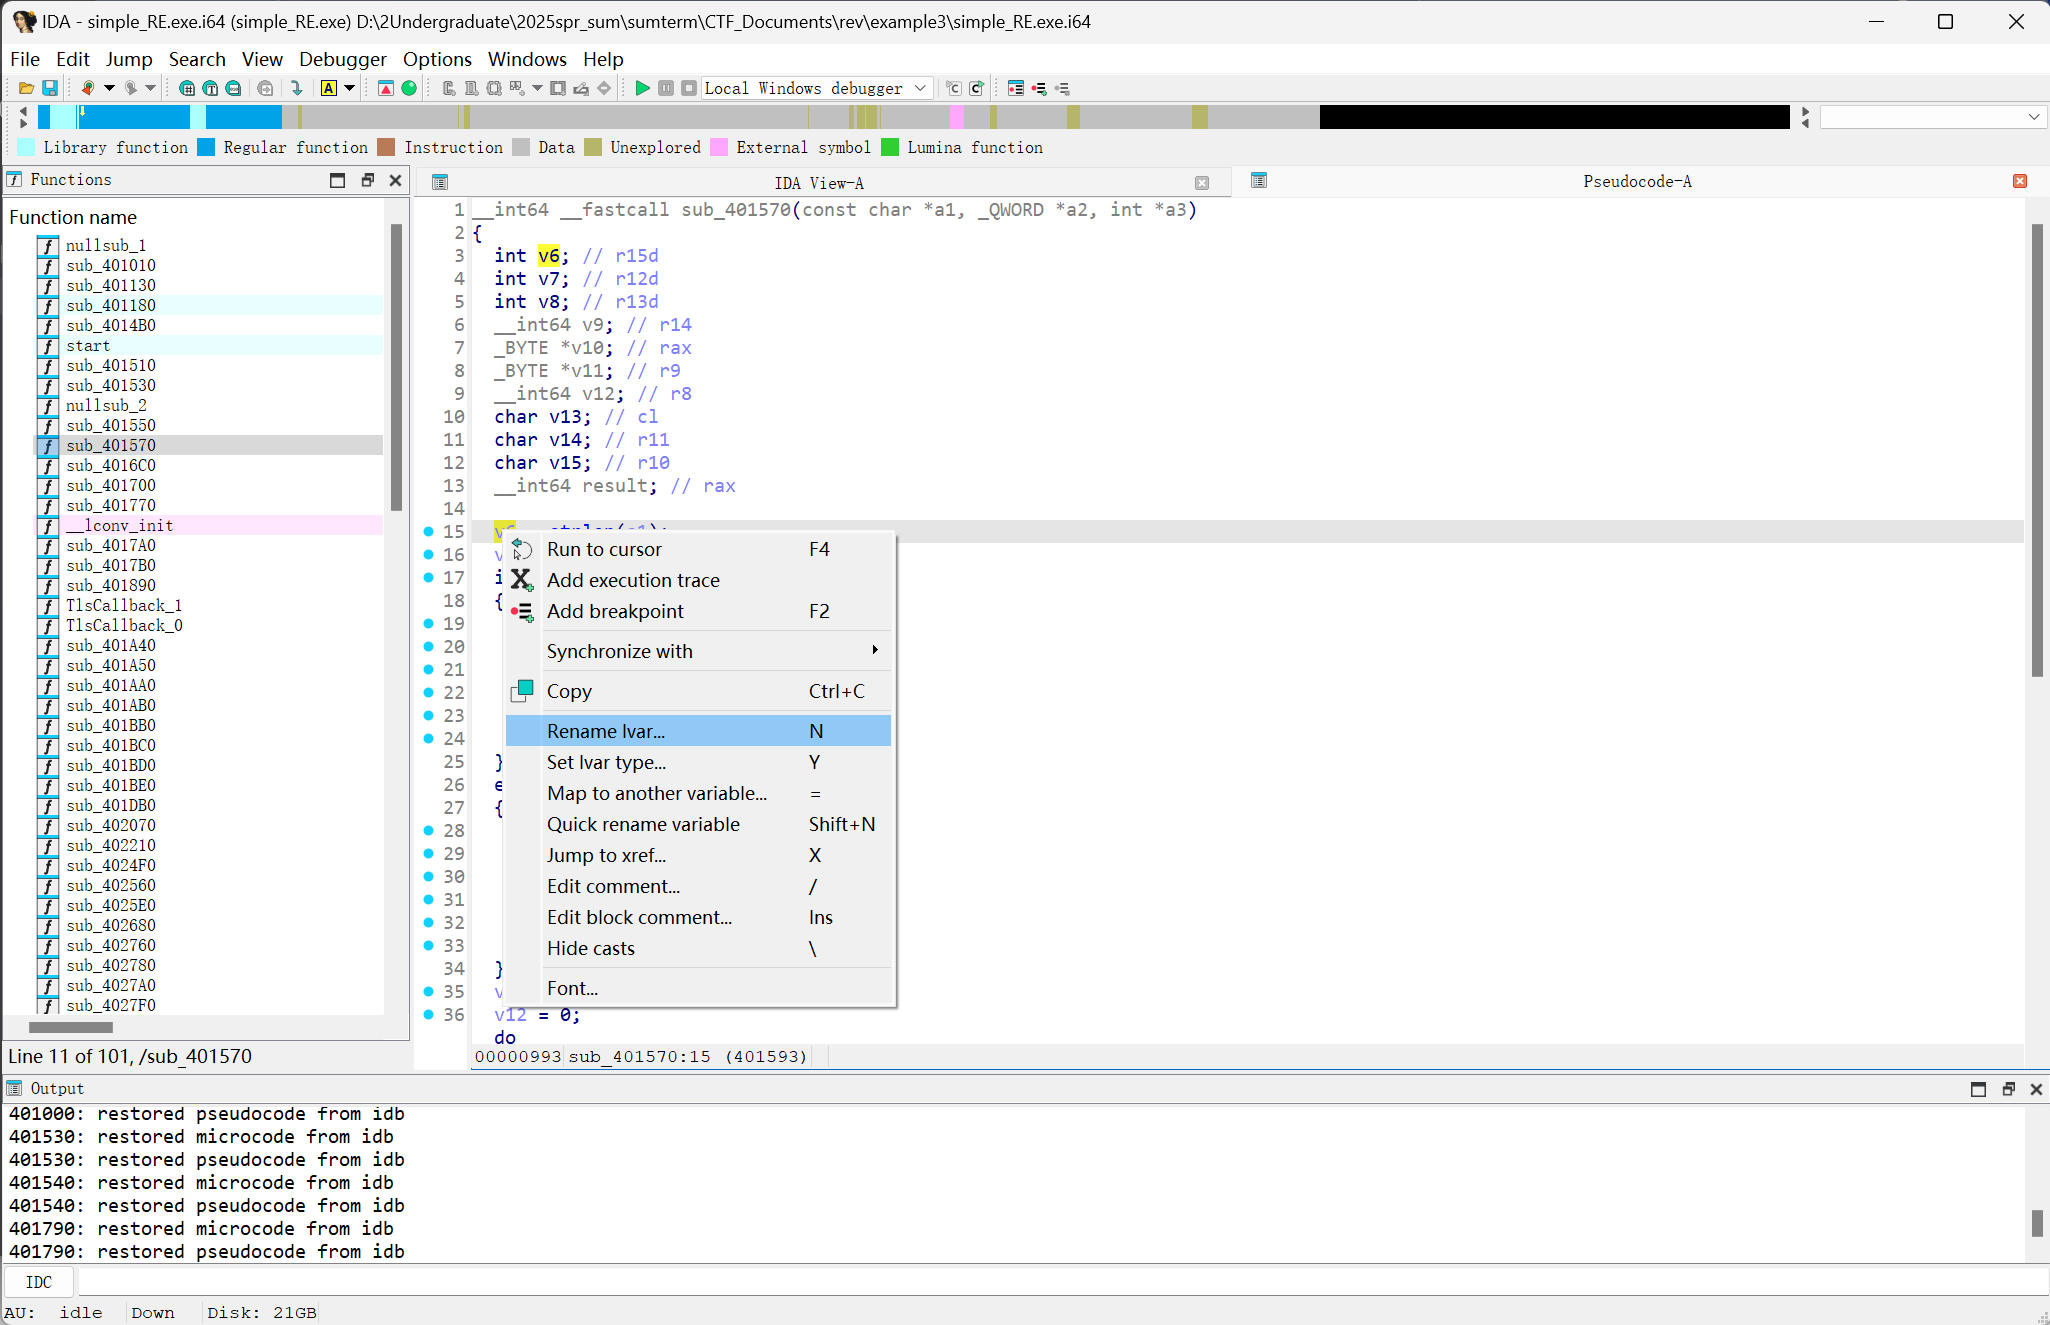 IDA - simple_RE.exe.i64 (simple_RE.exe) D:\2Undergraduate\2025spr_sum\sumterm\CTF_Documents\rev\example3\simple_RE.exe.i64
File Edit Jump Search View Debugger Options Windows Help
Local Windows debugger
Library function Regular function Instruction Data Unexplored External symbol Lumina function
Functions
Function name
nullsub_1
sub_401010
sub_401130
sub_401180
sub_4014B0
start
sub_401510
sub_401530
nullsub_2
sub_401550
sub_401570
sub_4016C0
sub_401700
sub_401770
__lconv_init
sub_4017A0
sub_4017B0
sub_401890
TlsCallback_1
TlsCallback_0
sub_401A40
sub_401A50
sub_401AA0
sub_401AB0
sub_401BB0
sub_401BC0
sub_401BD0
sub_401BE0
sub_401DB0
sub_402070
sub_402210
sub_4024F0
sub_402560
sub_4025E0
sub_402680
sub_402760
sub_402780
sub_4027A0
sub_4027F0
Line 11 of 101, /sub_401570
IDA View-A
Pseudocode-A
1 __int64 __fastcall sub_401570(const char *a1, _QWORD *a2, int *a3)
2 {
3 int v6; // r15d
4 int v7; // r12d
5 int v8; // r13d
6 __int64 v9; // r14
7 _BYTE *v10; // rax
8 _BYTE *v11; // r9
9 __int64 v12; // r8
10 char v13; // cl
11 char v14; // r11
12 char v15; // r10
13 __int64 result; // rax
14
15
16 v
17 i
18 {
19
20
21
22
23
24
25 }
26 e
27 {
28
29
30
31
32
33
34 }
35 v
36 v12 = 0;
do
Run to cursor F4
Add execution trace
Add breakpoint F2
Synchronize with
Copy Ctrl+C
Rename lvar... N
Set lvar type... Y
Map to another variable... =
Quick rename variable Shift+N
Jump to xref... X
Edit comment... /
Edit block comment... Ins
Hide casts \
Font...
00000993 sub_401570:15 (401593)
Output
401000: restored pseudocode from idb
401530: restored microcode from idb
401530: restored pseudocode from idb
401540: restored microcode from idb
401540: restored pseudocode from idb
401790: restored microcode from idb
401790: restored pseudocode from idb
IDC
AU: idle Down Disk: 21GB